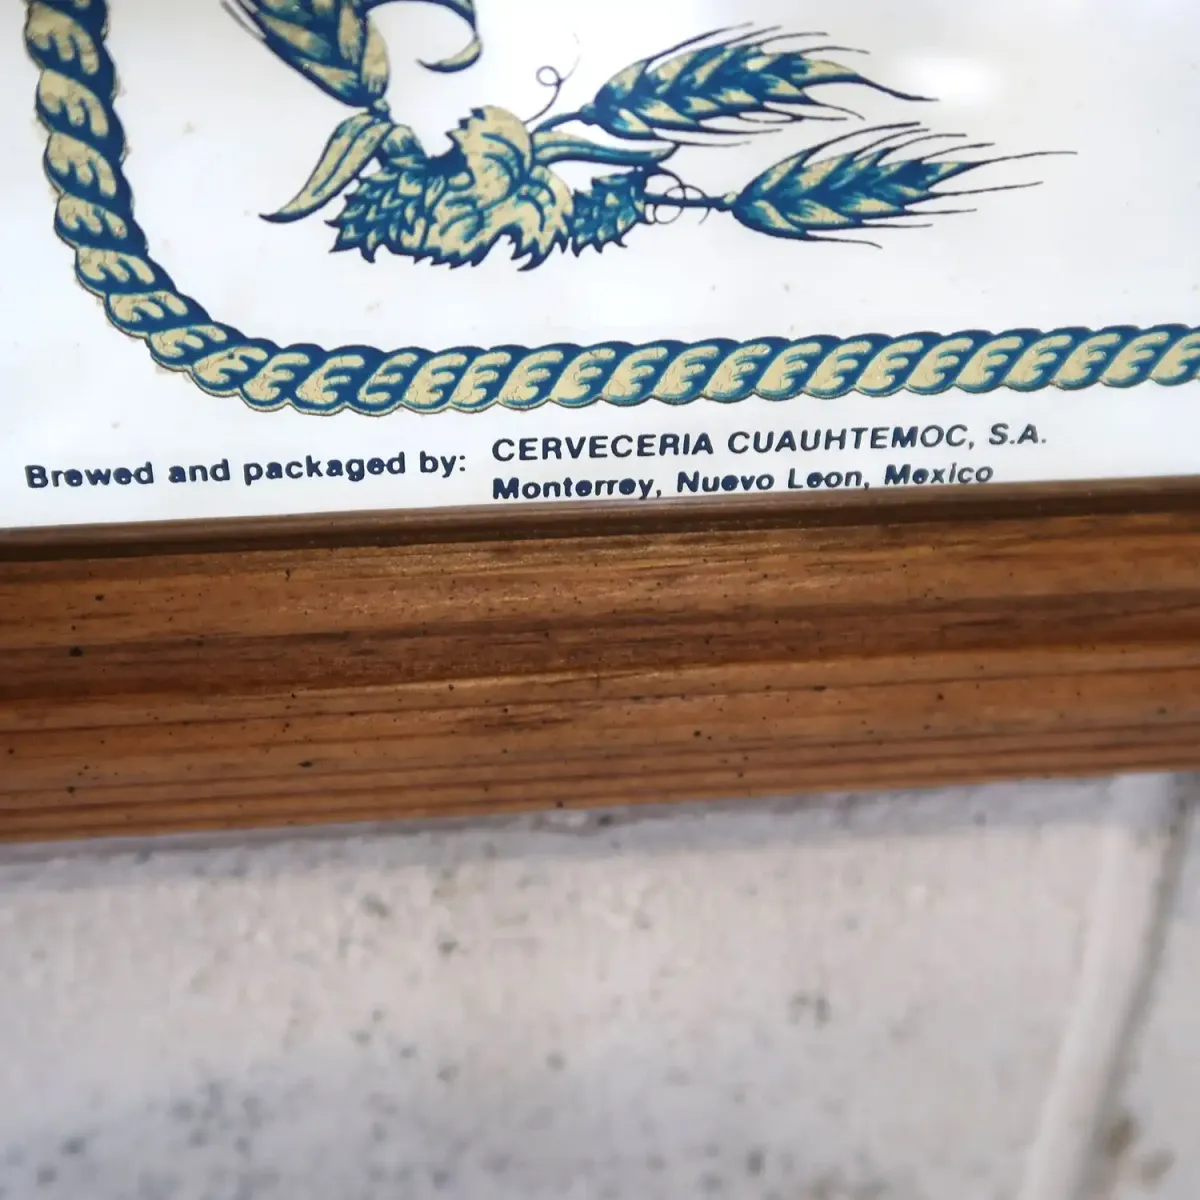 Brewed and packaged by: CERVECERIA CUAUHTEMOC, S.A.
Monterrey, Nuevo Leon, Mexico